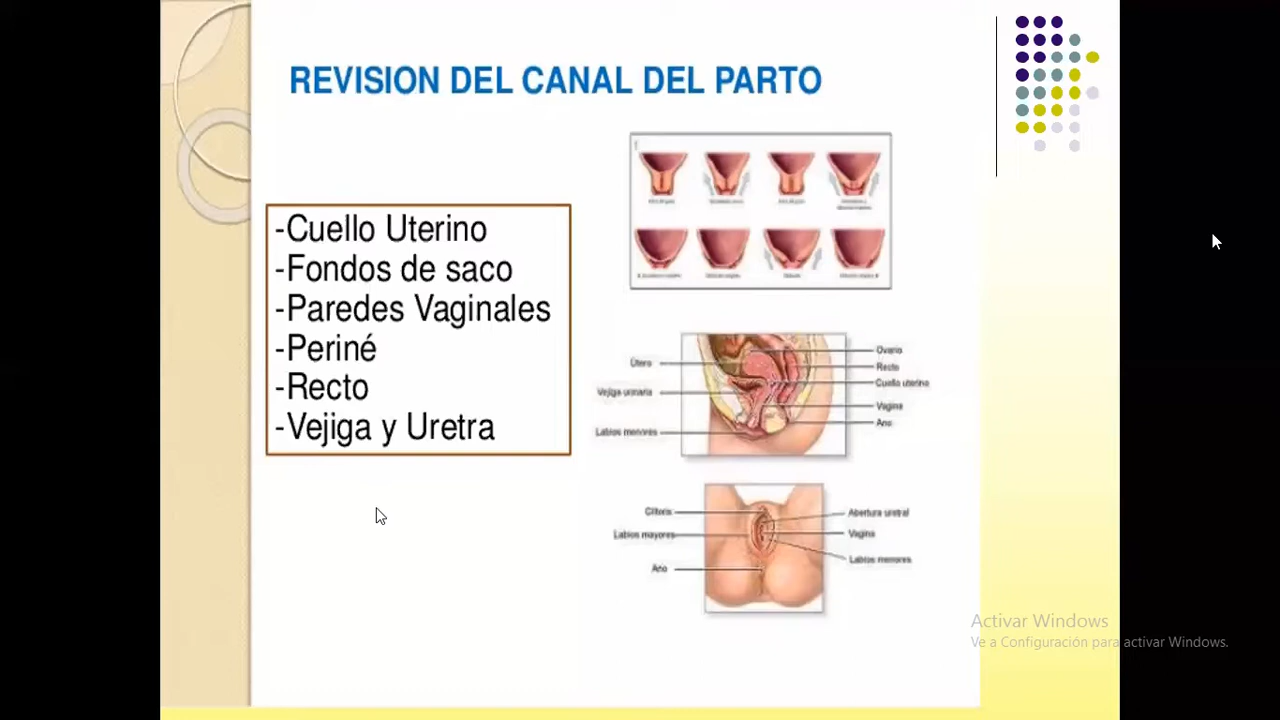 REVISION DEL CANAL DEL PARTO
-Cuello Uterino
-Fondos de saco
-Paredes Vaginales
-Periné
-Recto
-Vejiga y Uretra
Útero
Vejiga urinaria
Labios menores
Ovario
Recto
Cuello uterino
Vagina
Ano
Clítoris
Labios mayores
Ano
Abertura uretral
Vagina
Labios menores
Activar Windows
Ve a Configuración para activar Windows.